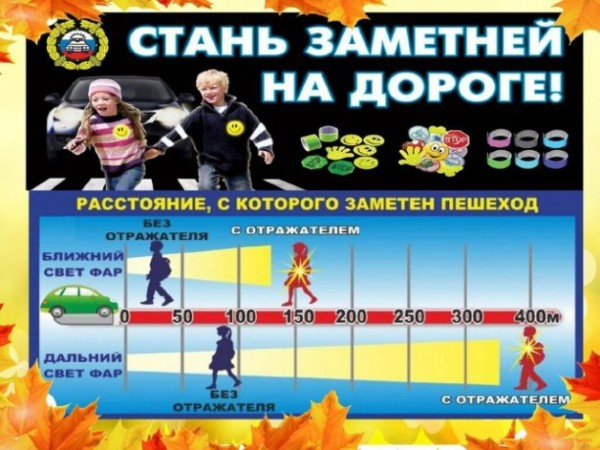 СТАНЬ ЗАМЕТНЕЙ
НА ДОРОГЕ!
РАССТОЯНИЕ, С КОТОРОГО ЗАМЕТЕН ПЕШЕХОД
БЕЗ
ОТРАЖАТЕЛЯ
С ОТРАЖАТЕЛЕМ
БЛИЖНИЙ
СВЕТ ФАР
0 50 100 150 200 250 300 400м
ДАЛЬНИЙ
СВЕТ ФАР
БЕЗ
ОТРАЖАТЕЛЯ
С ОТРАЖАТЕЛЕМ